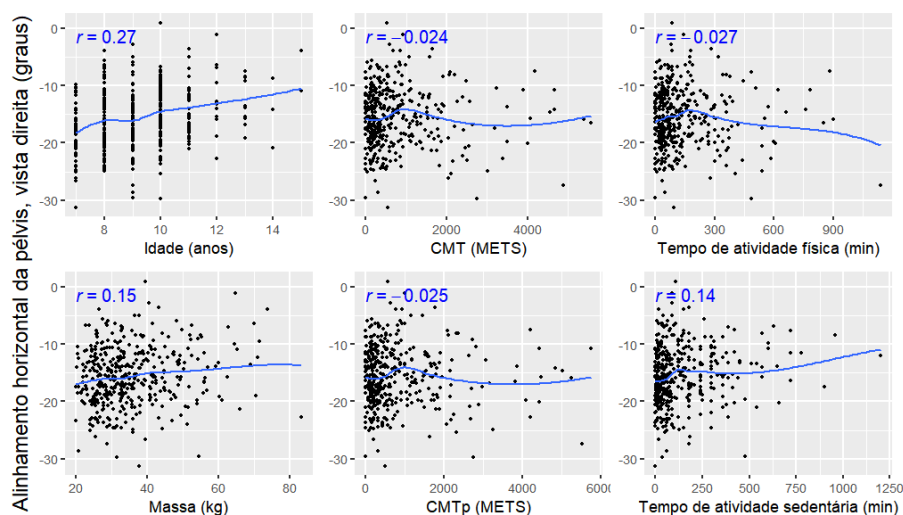 Alinhamento horizontal da pélvis, vista direita (graus)
r = 0.27
0
-10
-20
-30
8 10 12 14
Idade (anos)
r = −0.024
0
-10
-20
-30
0 2000 4000
CMT (METS)
r = −0.027
0
-10
-20
-30
0 300 600 900
Tempo de atividade física (min)
r = 0.15
0
-10
-20
-30
20 40 60 80
Massa (kg)
r = −0.025
0
-10
-20
-30
0 2000 4000 6000
CMTp (METS)
r = 0.14
0
-10
-20
-30
0 250 500 750 1000 1250
Tempo de atividade sedentária (min)